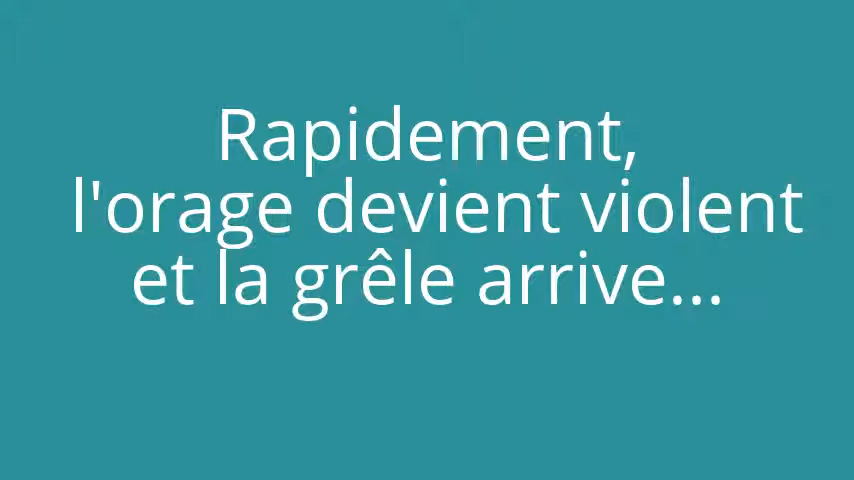 Rapidement,
l'orage devient violent
et la grêle arrive...